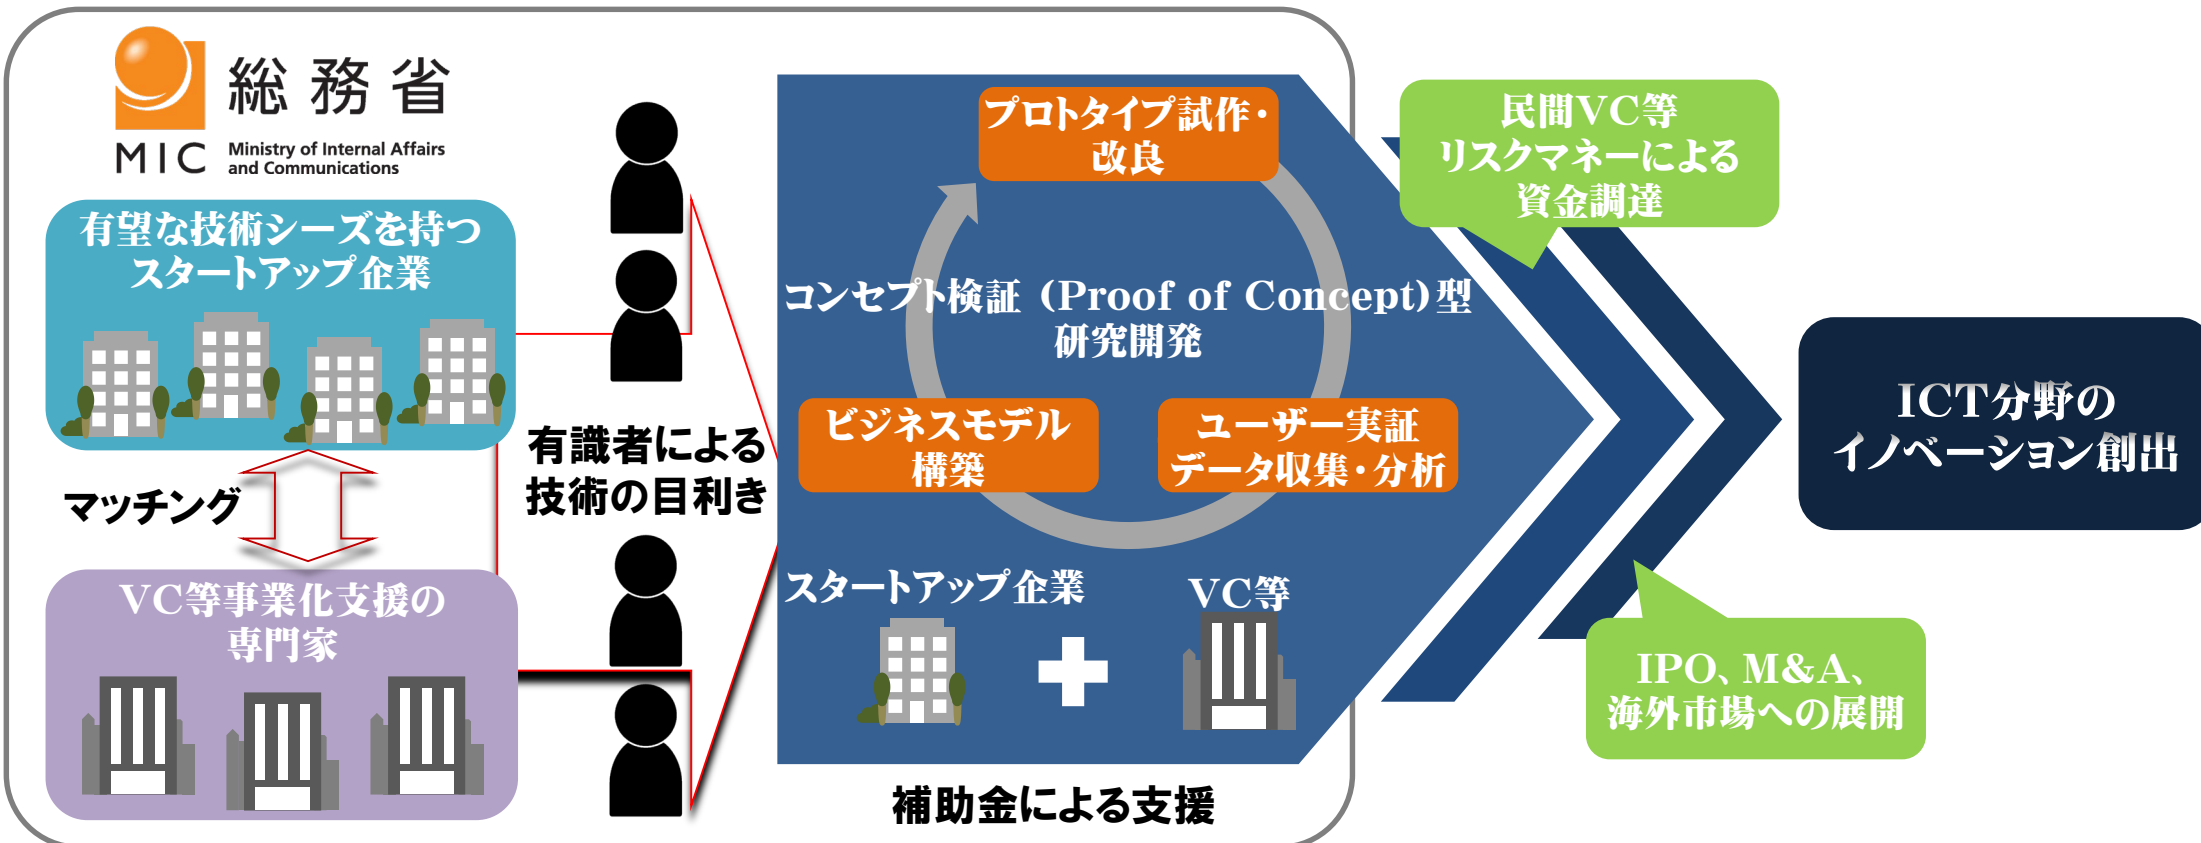 総務省
MIC
Ministry of Internal Affairs
and Communications
有望な技術シーズを持つ
スタートアップ企業
マッチング
VC等事業化支援の
専門家
有識者による
技術の目利き
プロトタイプ試作・
改良
コンセプト検証（Proof of Concept）型
研究開発
ビジネスモデル
構築
ユーザー実証
データ収集・分析
スタートアップ企業
VC等
補助金による支援
民間VC等
リスクマネーによる
資金調達
IPO、M&A、
海外市場への展開
ICT分野の
イノベーション創出